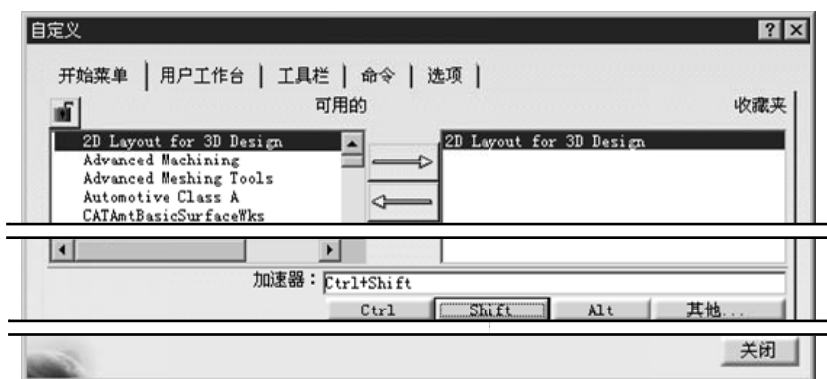 自定义
开始菜单 用户工作台 工具栏 命令 选项
可用的 收藏夹
2D Layout for 3D Design 2D Layout for 3D Design
Advanced Machining
Advanced Meshing Tools
Automotive Class A
CATAmtBasicSurfaceWks
加速器：Ctrl+Shift
Ctrl Shift Alt 其他...
关闭